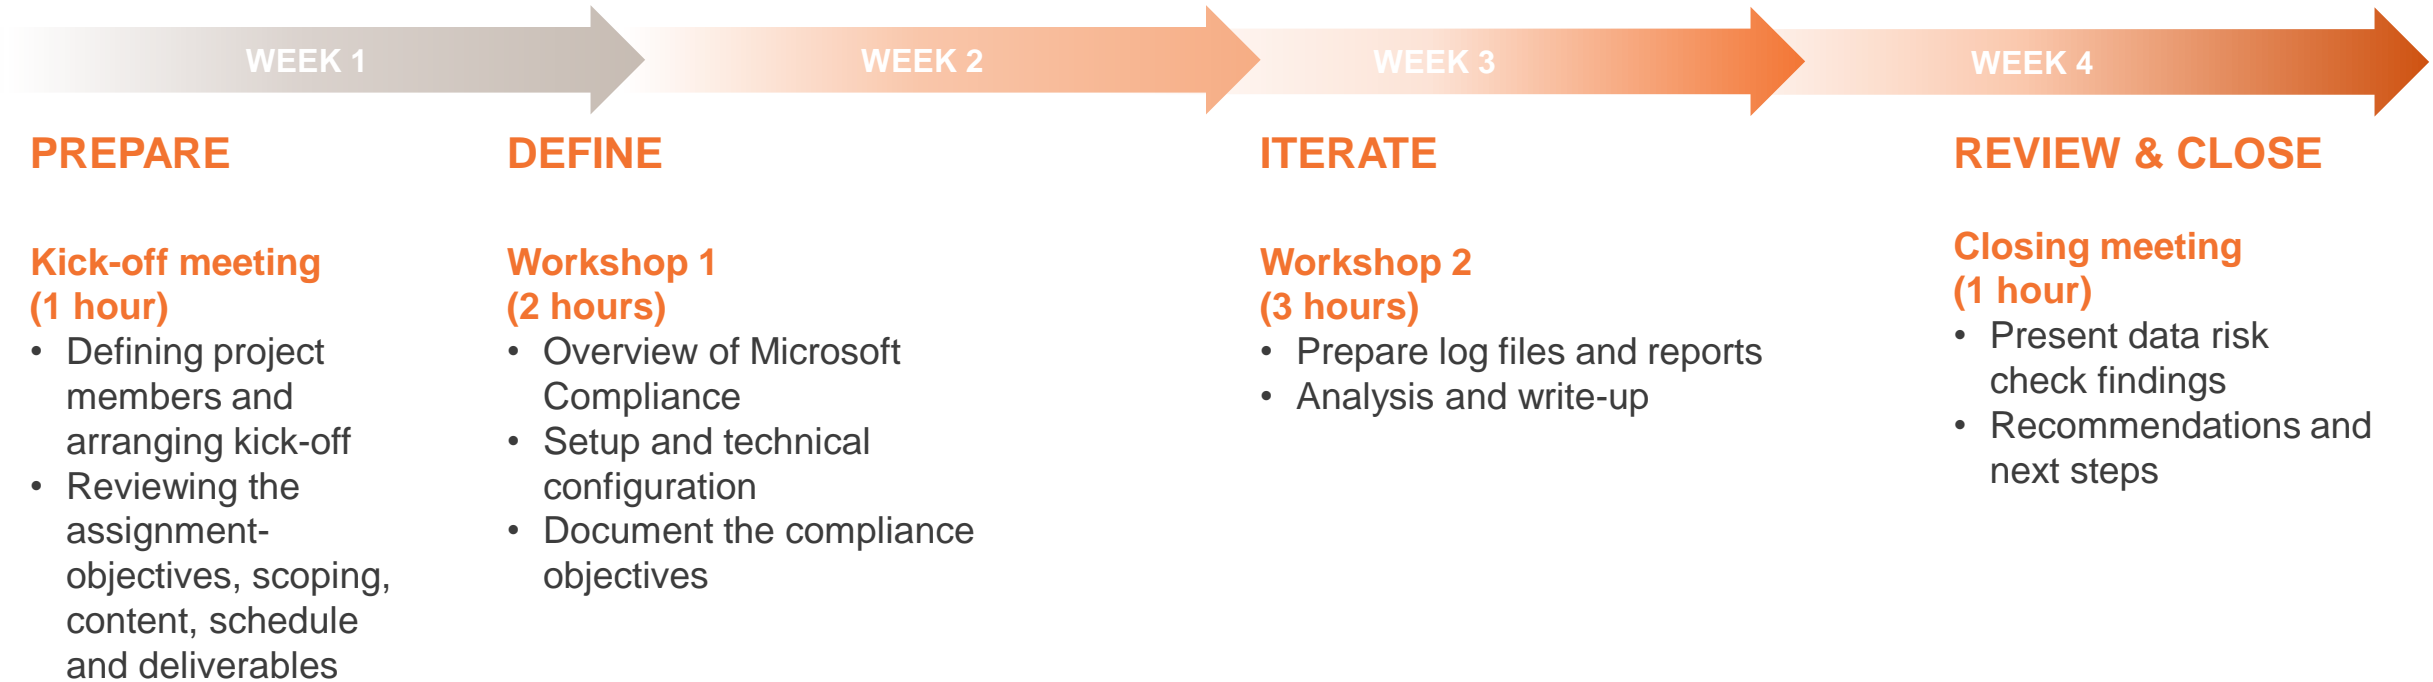 WEEK 1
WEEK 2
WEEK 3
WEEK 4
PREPARE
Kick-off meeting
(1 hour)
• Defining project
members and
arranging kick-off
• Reviewing the
assignment-
objectives, scoping,
content, schedule
and deliverables
DEFINE
Workshop 1
(2 hours)
• Overview of Microsoft
Compliance
• Setup and technical
configuration
• Document the compliance
objectives
ITERATE
Workshop 2
(3 hours)
• Prepare log files and reports
• Analysis and write-up
REVIEW & CLOSE
Closing meeting
(1 hour)
• Present data risk
check findings
• Recommendations and
next steps